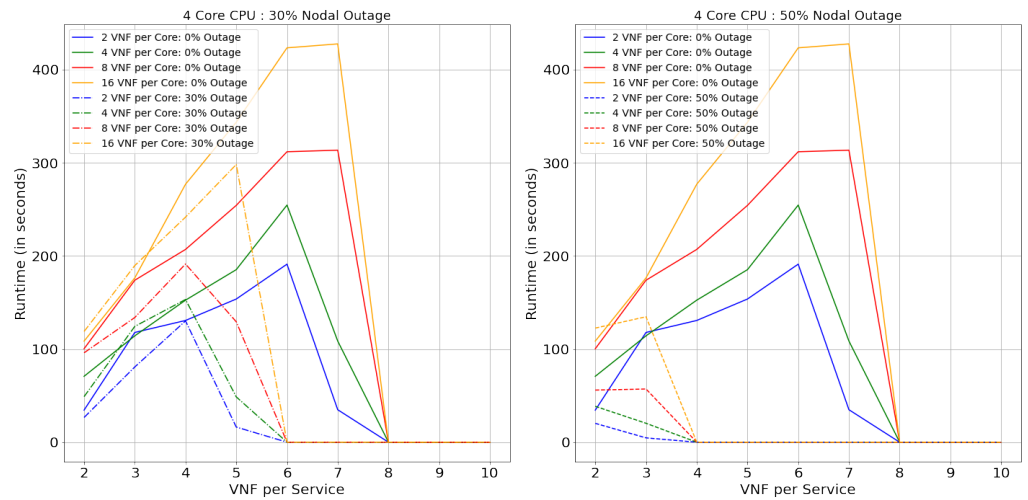 4 Core CPU : 30% Nodal Outage
2 VNF per Core: 0% Outage
4 VNF per Core: 0% Outage
8 VNF per Core: 0% Outage
16 VNF per Core: 0% Outage
2 VNF per Core: 30% Outage
4 VNF per Core: 30% Outage
8 VNF per Core: 30% Outage
16 VNF per Core: 30% Outage
Runtime (in seconds)
400
300
200
100
0
2 3 4 5 6 7 8 9 10
VNF per Service
4 Core CPU : 50% Nodal Outage
2 VNF per Core: 0% Outage
4 VNF per Core: 0% Outage
8 VNF per Core: 0% Outage
16 VNF per Core: 0% Outage
2 VNF per Core: 50% Outage
4 VNF per Core: 50% Outage
8 VNF per Core: 50% Outage
16 VNF per Core: 50% Outage
Runtime (in seconds)
400
300
200
100
0
2 3 4 5 6 7 8 9 10
VNF per Service